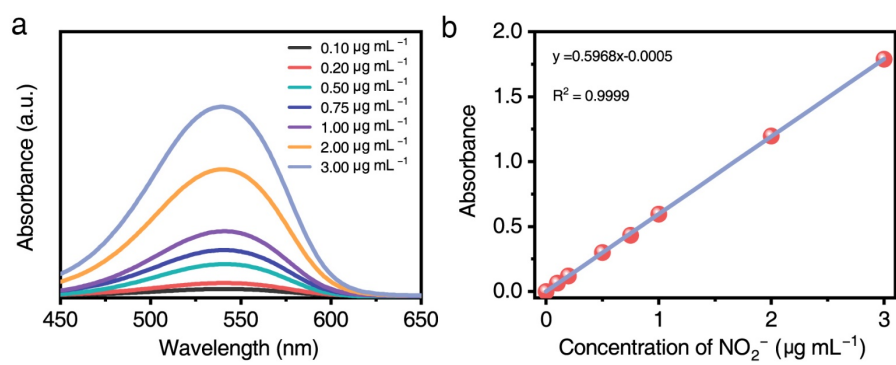 a
Absorbance (a.u.)
0.10 µg mL⁻¹
0.20 µg mL⁻¹
0.50 µg mL⁻¹
0.75 µg mL⁻¹
1.00 µg mL⁻¹
2.00 µg mL⁻¹
3.00 µg mL⁻¹
450 500 550 600 650
Wavelength (nm)
b
Absorbance
2.0
1.5
1.0
0.5
0.0
y =0.5968x-0.0005
R² = 0.9999
0 1 2 3
Concentration of NO₂⁻ (µg mL⁻¹)